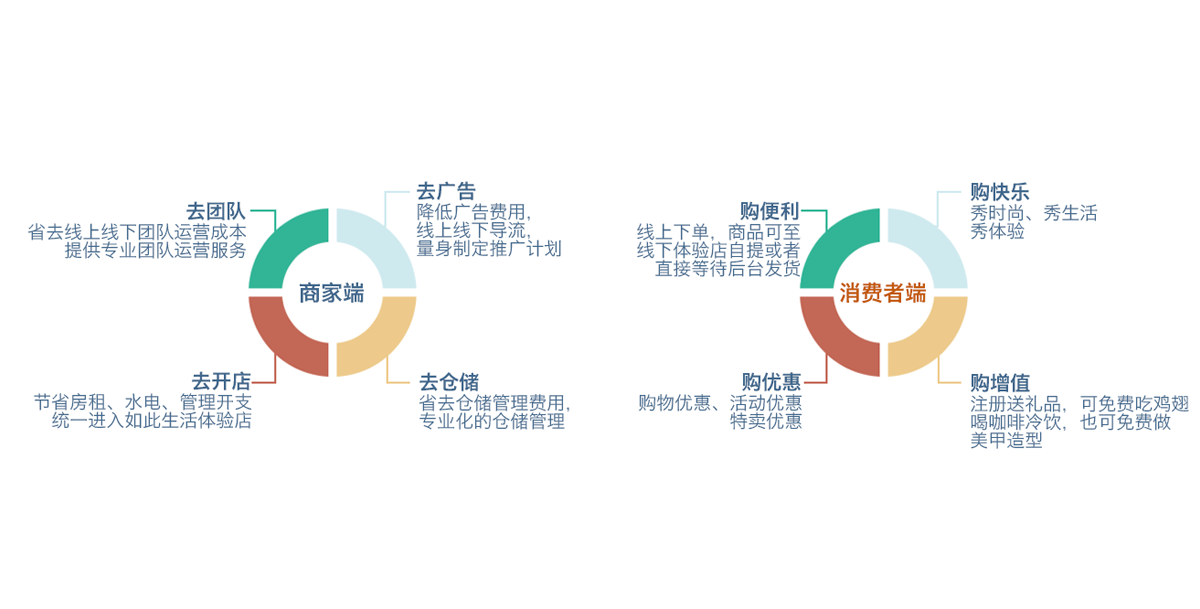 去团队
省去线上线下团队运营成本
提供专业团队运营服务
去广告
降低广告费用，
线上线下导流，
量身制定推广计划
商家端
去开店
节省房租、水电、管理开支
统一进入如此生活体验店
去仓储
省去仓储管理费用，
专业化的仓储管理
购便利
线上下单，商品可至
线下体验店自提或者
直接等待后台发货
购快乐
秀时尚、秀生活
秀体验
消费者端
购优惠
购物优惠、活动优惠
特卖优惠
购增值
注册送礼品，可免费吃鸡翅
喝咖啡冷饮，也可免费做
美甲造型